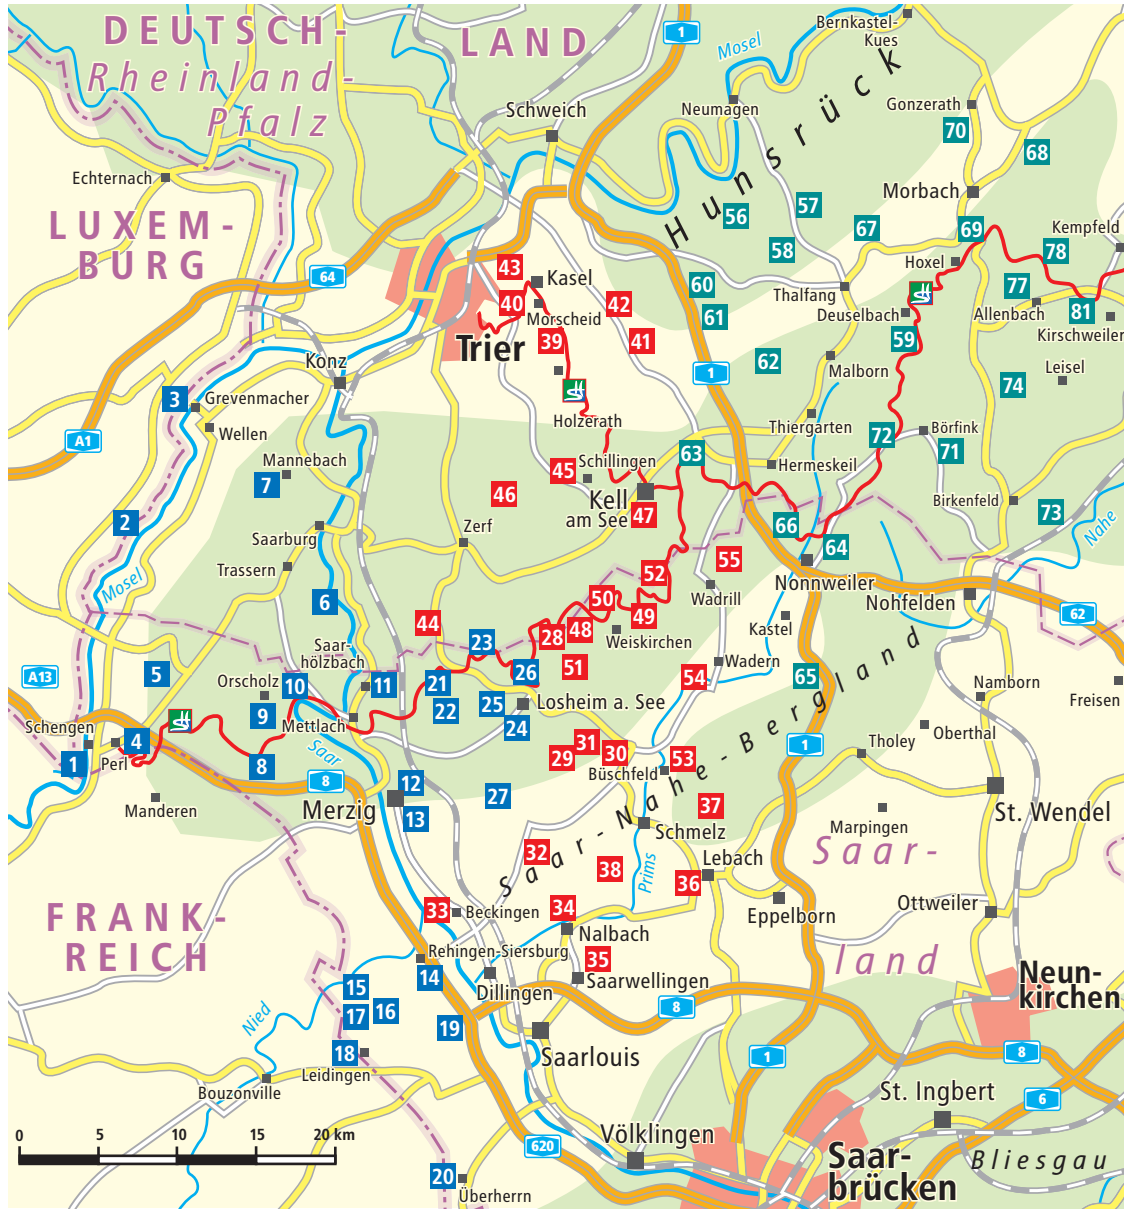 DEUTSCH-
LAND
Rheinland-
Pfalz
1
Mosel
Bernkastel-
Kues
Hunsrück
Schweich
Neumagen
Gonzerath
70
68
Echternach
Morbach
56
57
67
69
Kempfeld
LUXEM-
BURG
58
Hoxel
78
64
43
Kasel
60
Thalfang
77
40
Morscheid
42
61
Deuselbach
Allenbach
81
Kirschweiler
Trier
39
41
59
Konz
1
62
Malborn
Leisel
74
3
Grevenmacher
Holzerath
Thiergarten
72
Börfink
A1
Wellen
63
71
Mannebach
Schillingen
Hermeskeil
7
45
46
Kell
am See
47
Birkenfeld
73
2
Saarburg
Zerf
66
64
Nahe
Trassern
52
55
Nonnweiler
Mosel
6
50
Wadrill
Nohfelden
62
44
49
Kastel
23
28
48
Weiskirchen
Saar-
hölzbach
A13
5
Orscholz
10
11
21
26
51
54
Wadern
65
Namborn
Freisen
9
22
25
Losheim a. See
Schengen
Mettlach
24
Oberthal
4
31
1
Tholey
1
Perl
8
Saar
29
30
53
Büschfeld
8
12
Manderen
Merzig
27
37
St. Wendel
13
Schmelz
Marpingen
Saar-Nahe-Bergland
32
Lebach
Saar-
38
Prims
36
FRANK-
REICH
33
Beckingen
34
Eppelborn
Ottweiler
Nalbach
Rehingen-Siersburg
land
35
Neun-
kirchen
14
Saarwellingen
15
Dillingen
8
Nied
17
16
19
18
Saarlouis
1
8
Leidingen
Bouzonville
St. Ingbert
6
0 5 10 15 20 km
620
Völklingen
Saar-
brücken
Bliesgau
20
Überherrn